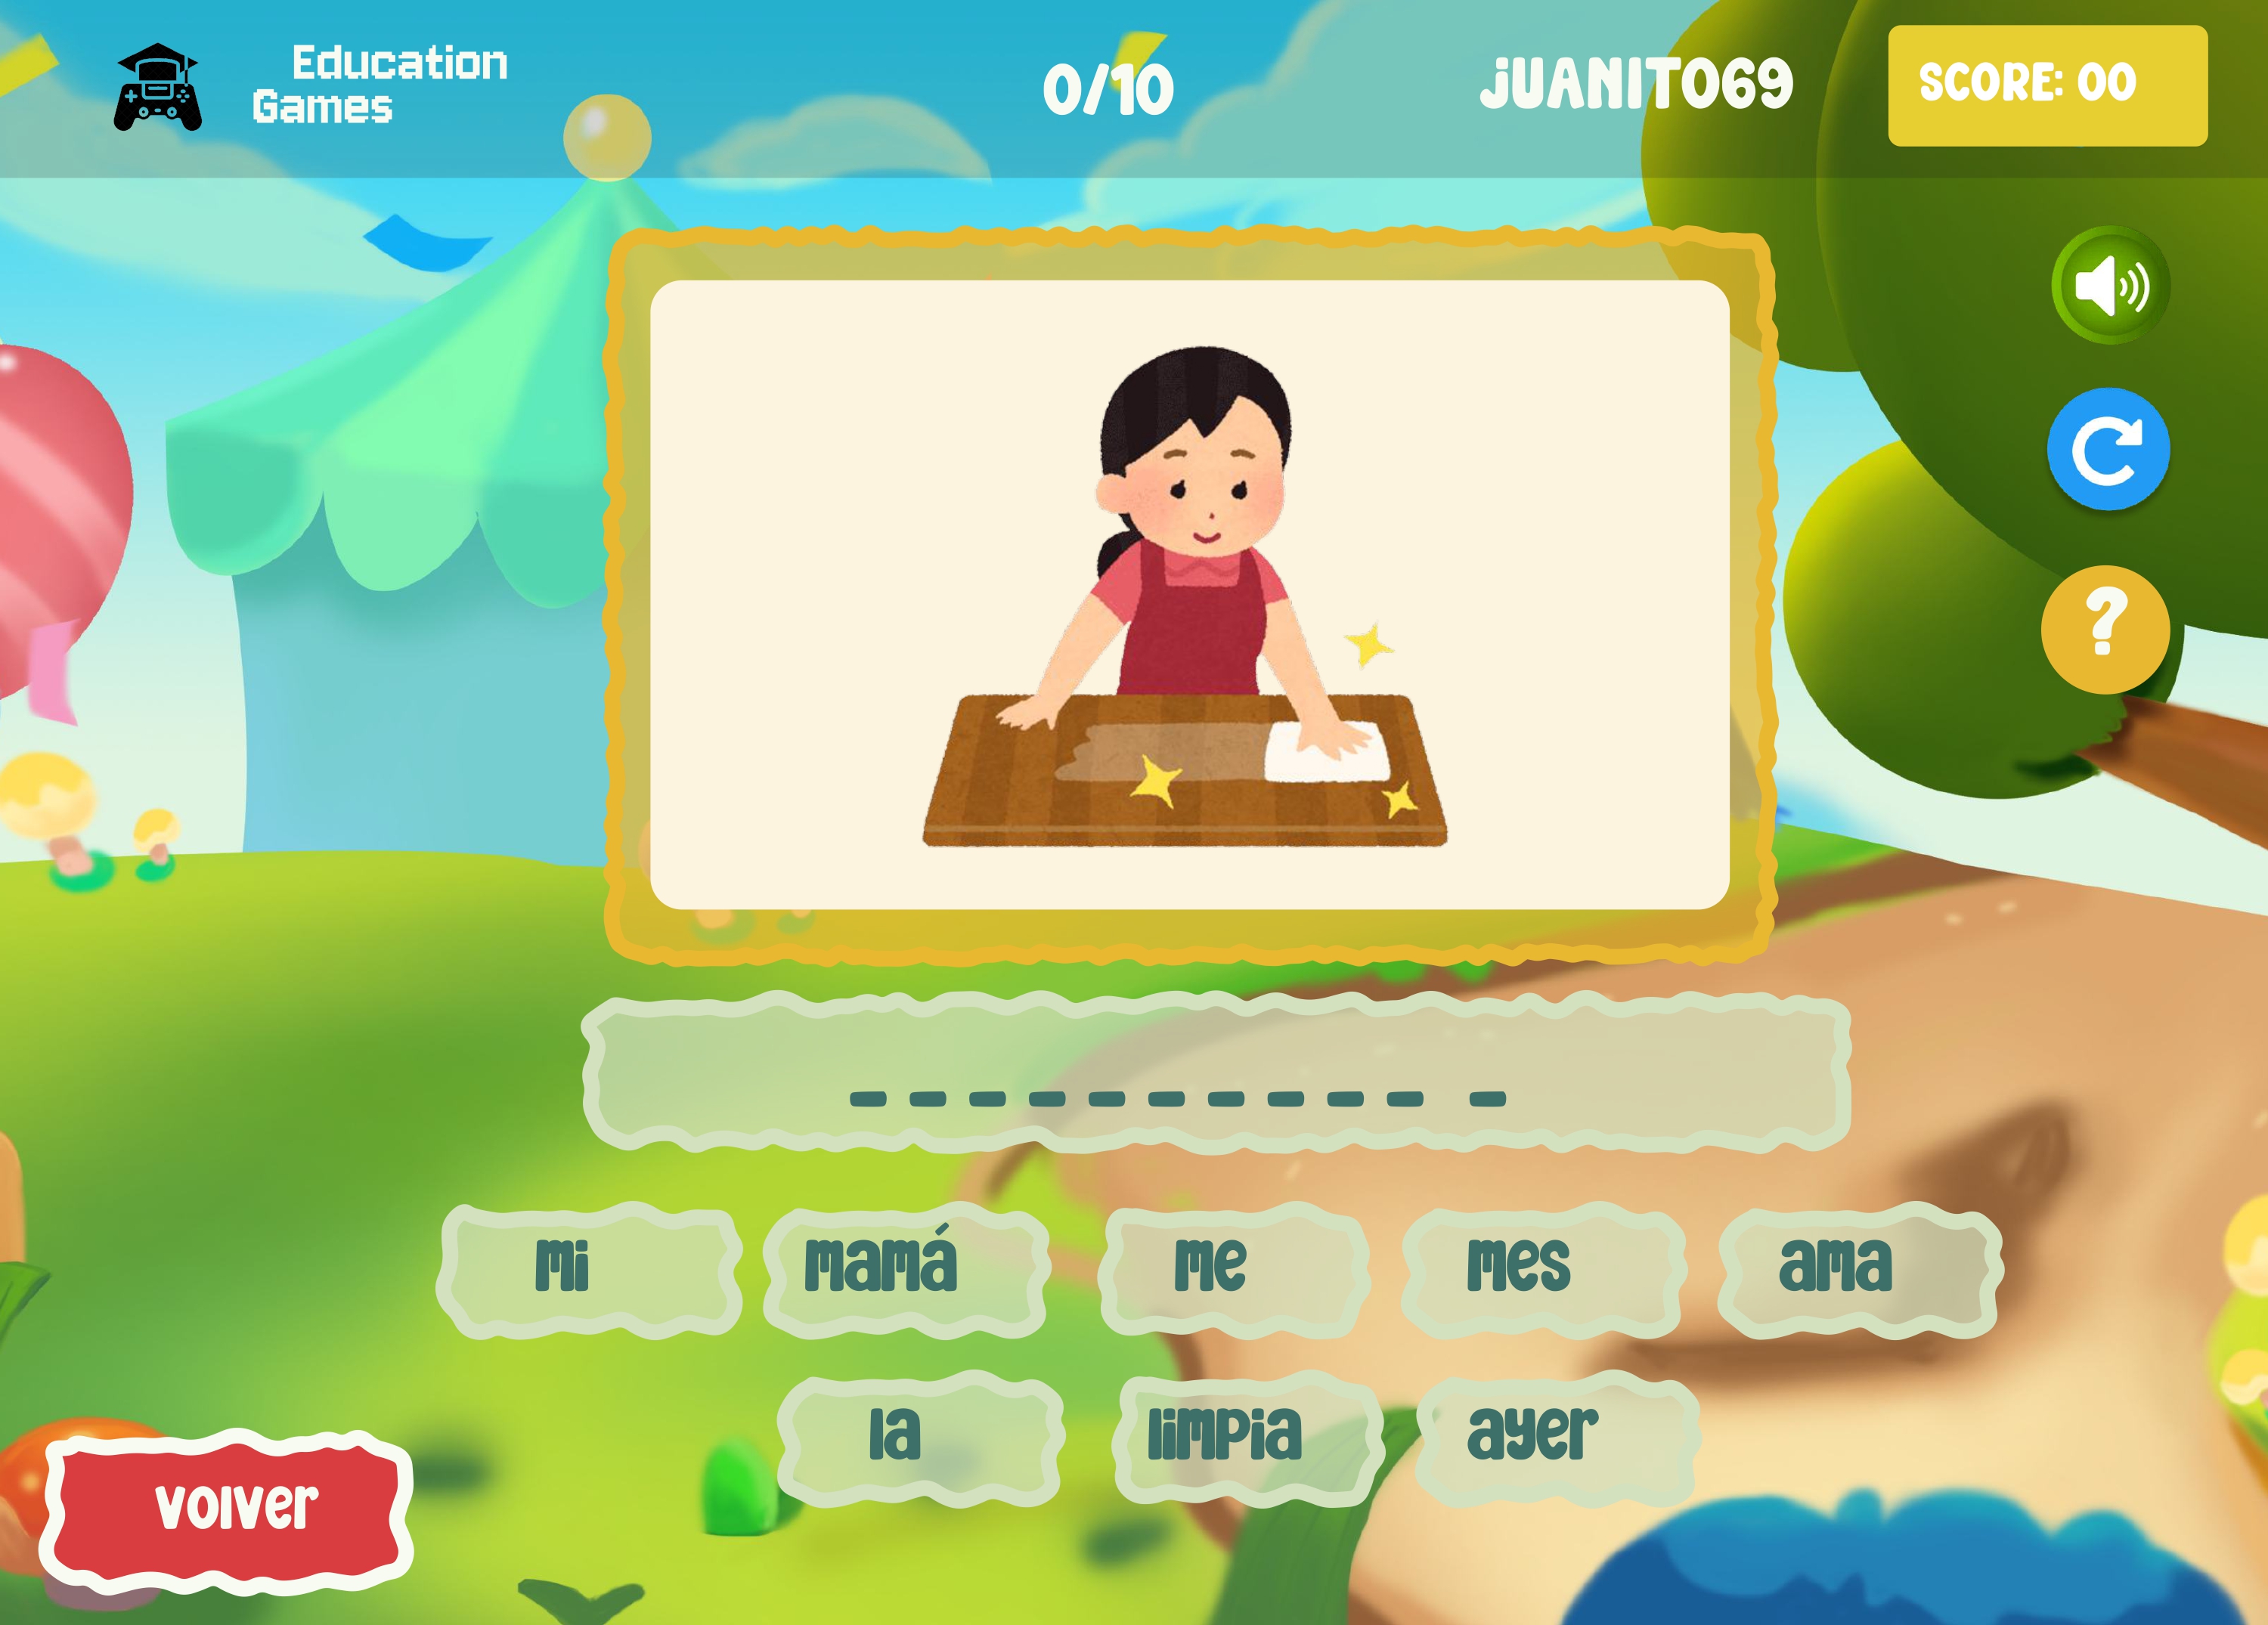 Education
Games
0/10
JUANITO69
SCORE: 00
?
_ _ _ _ _ _ _ _ _ _ _
mi
mamá
me
mes
ama
la
limpia
ayer
volver